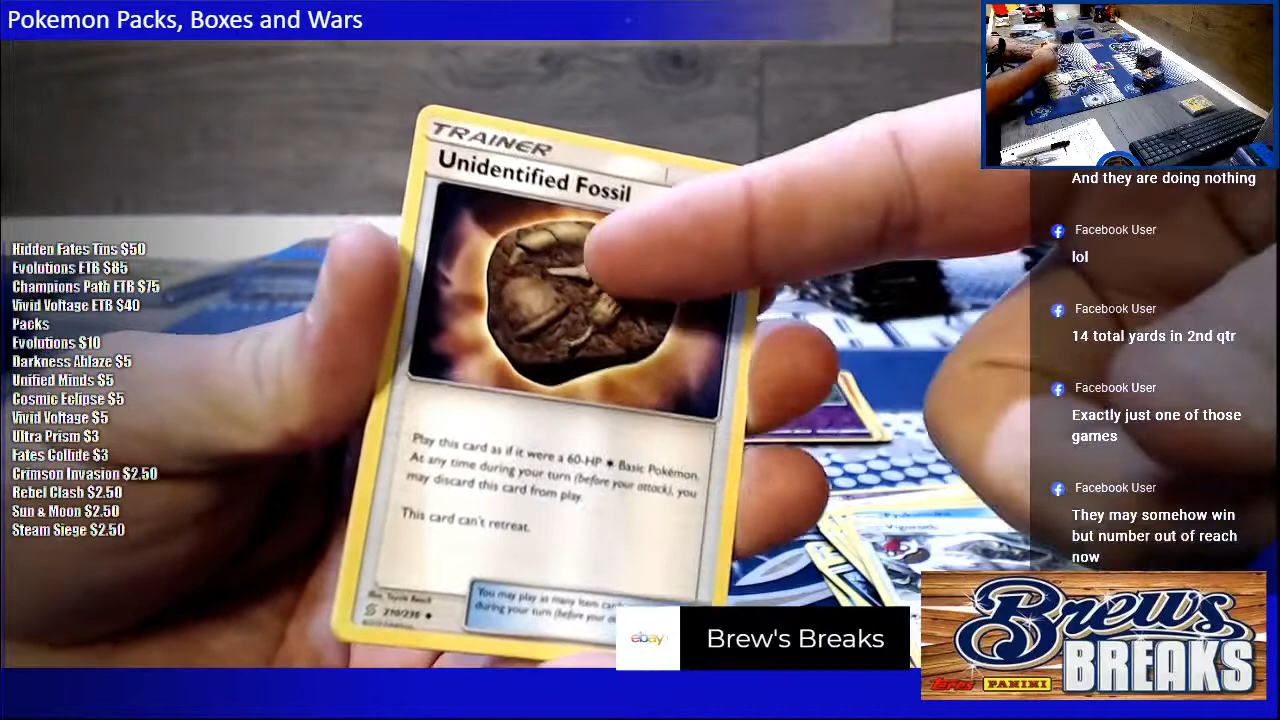 Pokemon Packs, Boxes and Wars
TRAINER
Unidentified Fossil
Play this card as if it were a 60-HP * Basic Pokémon.
At any time during your turn (before your attack), you
may discard this card from play.
This card can't retreat.
210/236
You may play as many Item cards
during your turn (before your
Hidden Fates Tins $50
Evolutions ETB $85
Champions Path ETB $75
Vivid Voltage ETB $40
Packs
Evolutions $10
Darkness Ablaze $5
Unified Minds $5
Cosmic Eclipse $5
Vivid Voltage $5
Ultra Prism $3
Fates Collide $3
Crimson Invasion $2.50
Rebel Clash $2.50
Sun & Moon $2.50
Steam Siege $2.50
And they are doing nothing
Facebook User
lol
Facebook User
14 total yards in 2nd qtr
Facebook User
Exactly just one of those
games
Facebook User
They may somehow win
but number out of reach
now
ebay
Brew's Breaks
Brew's
BREAKS
Topps
PANINI